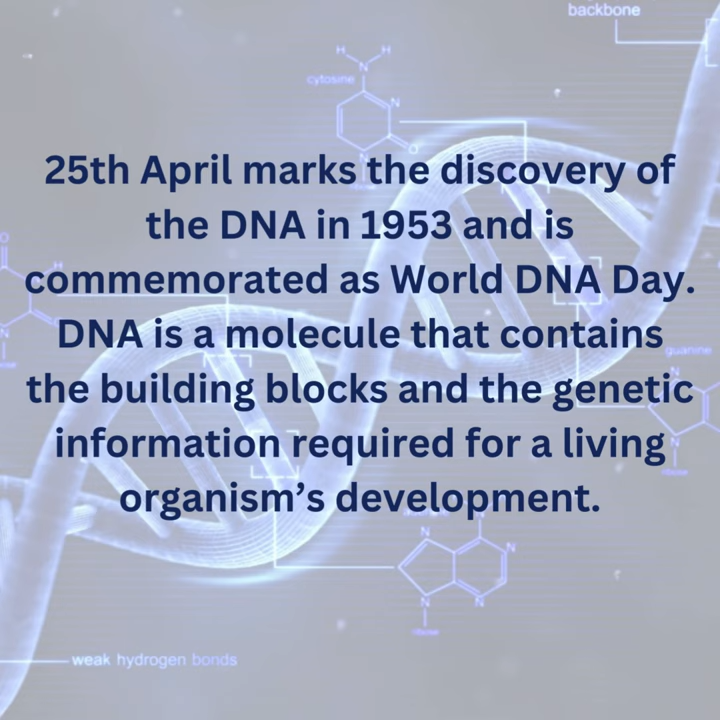 backbone
cytosine
25th April marks the discovery of
the DNA in 1953 and is
commemorated as World DNA Day.
DNA is a molecule that contains
the building blocks and the genetic
information required for a living
organism’s development.
guanine
weak hydrogen bonds